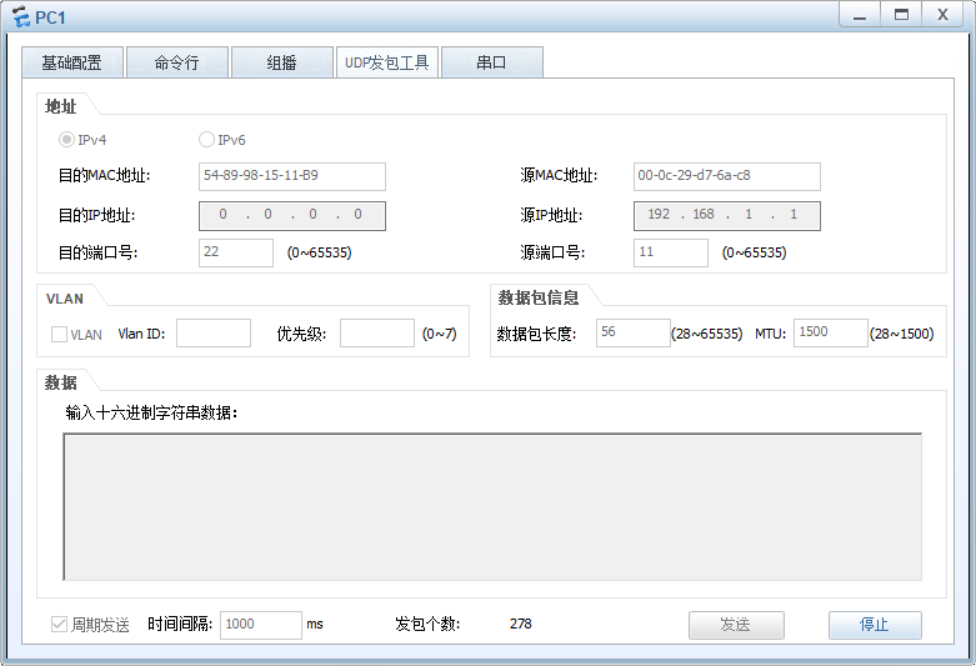 PC1
基础配置 命令行 组播 UDP发包工具 串口
地址
IPv4 IPv6
目的MAC地址: 54-89-98-15-11-B9 源MAC地址: 00-0c-29-d7-6a-c8
目的IP地址: 0 . 0 . 0 . 0 源IP地址: 192 . 168 . 1 . 1
目的端口号: 22 (0~65535) 源端口号: 11 (0~65535)
VLAN 数据包信息
VLAN Vlan ID: 优先级: (0~7) 数据包长度: 56 (28~65535) MTU: 1500 (28~1500)
数据
输入十六进制字符串数据:
周期发送 时间间隔: 1000 ms 发包个数: 278 发送 停止